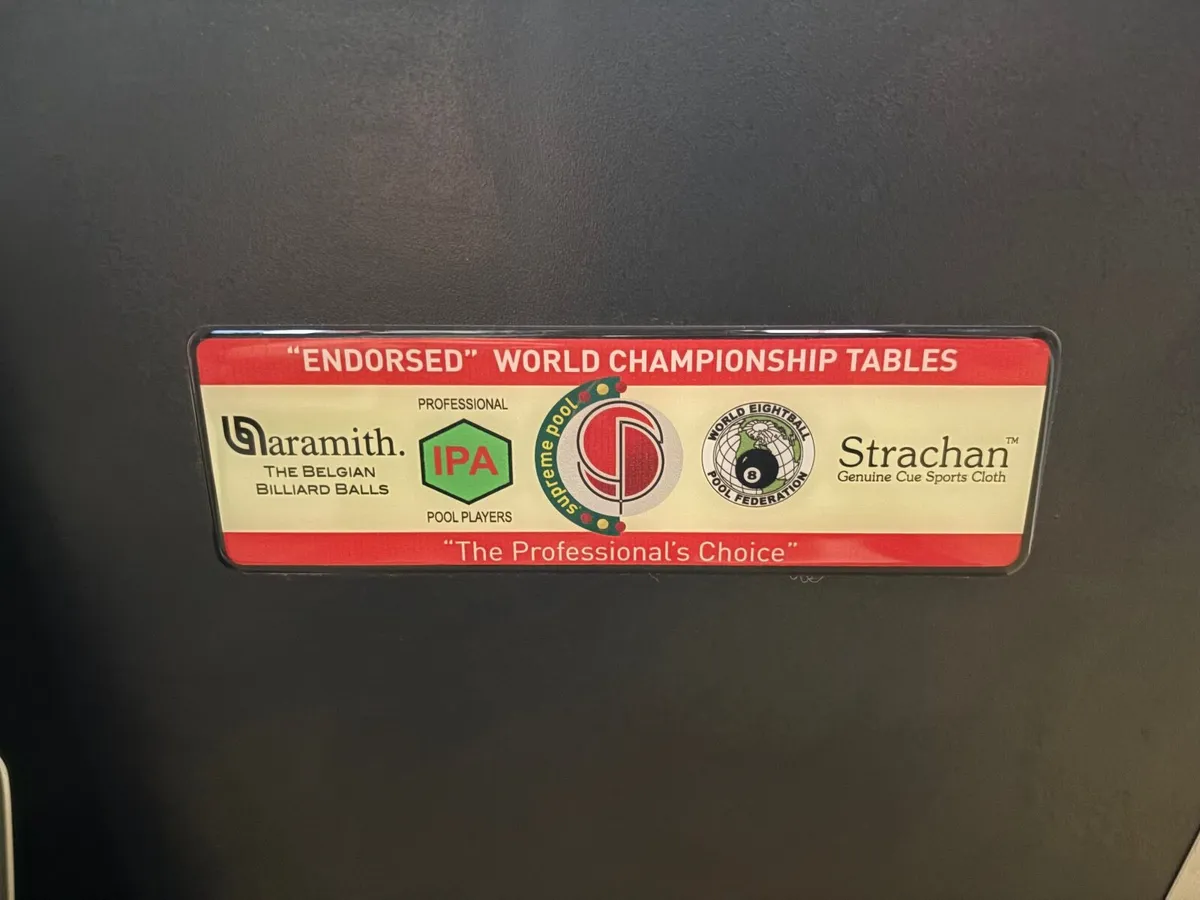 “ENDORSED” WORLD CHAMPIONSHIP TABLES
aramith.
THE BELGIAN
BILLIARD BALLS
PROFESSIONAL
IPA
POOL PLAYERS
supreme pool
WORLD EIGHTBALL
8
POOL FEDERATION
Strachan™
Genuine Cue Sports Cloth
“The Professional’s Choice”